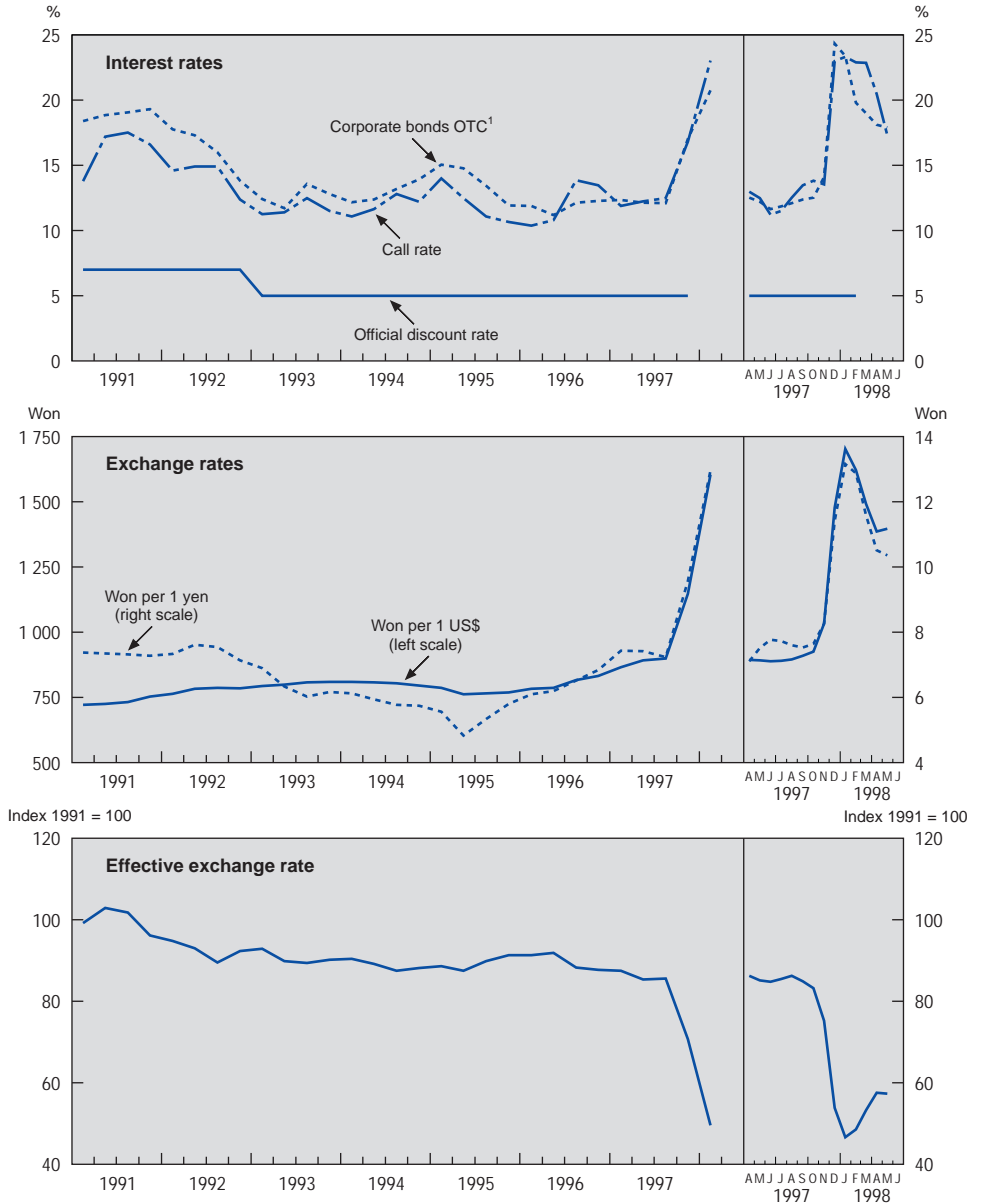 % %
25 25
Interest rates
20 20
Corporate bonds OTC1
15 15
10 10
Call rate
5 5
Official discount rate
0 0
1991 1992 1993 1994 1995 1996 1997 A M J J A S O N D J F M A M J
1997 1998
Won Won
1 750 14
Exchange rates
1 500 12
1 250 10
Won per 1 yen
(right scale)
Won per 1 US$
(left scale)
1 000 8
750 6
500 4
1991 1992 1993 1994 1995 1996 1997 A M J J A S O N D J F M A M J
1997 1998
Index 1991 = 100 Index 1991 = 100
120 120
Effective exchange rate
100 100
80 80
60 60
40 40
1991 1992 1993 1994 1995 1996 1997 A M J J A S O N D J F M A M J
1997 1998